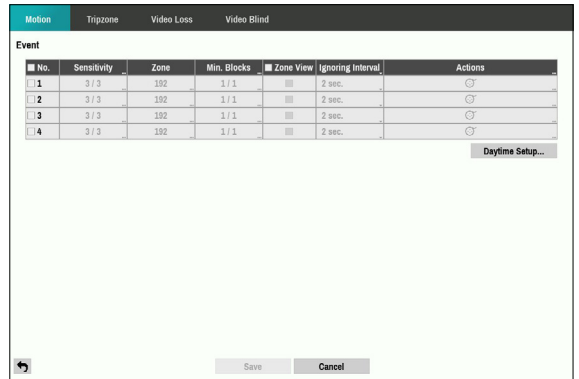 Motion Tripzone Video Loss Video Blind
Event
No. Sensitivity Zone Min. Blocks Zone View Ignoring Interval Actions
1 3 / 3 192 1 / 1 2 sec.
2 3 / 3 192 1 / 1 2 sec.
3 3 / 3 192 1 / 1 2 sec.
4 3 / 3 192 1 / 1 2 sec.
Daytime Setup...
Save Cancel